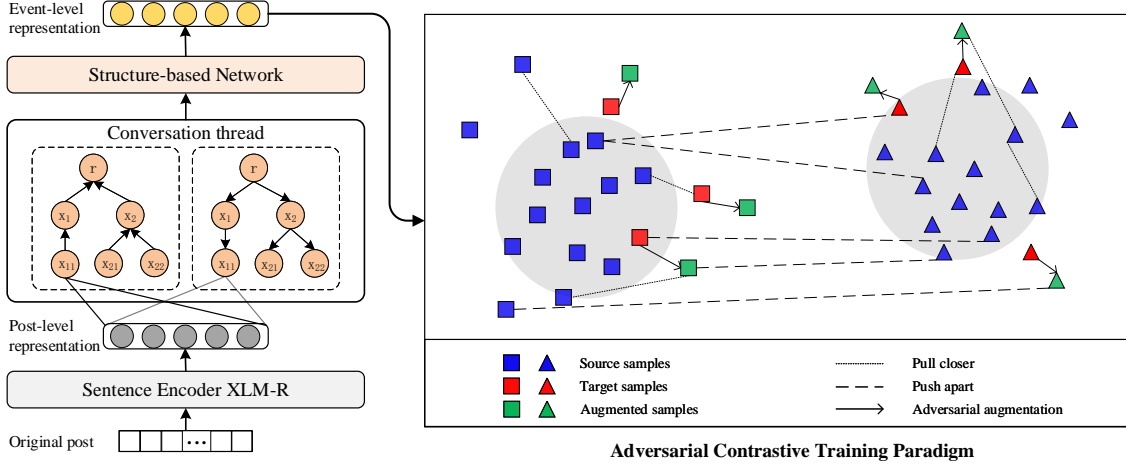 Event-level
representation
Structure-based Network
Conversation thread
r
x1
x2
x11
x21
x22
r
x1
x2
x11
x21
x22
Post-level
representation
Sentence Encoder XLM-R
Original post
...
Source samples
Target samples
Augmented samples
Pull closer
Push apart
Adversarial augmentation
Adversarial Contrastive Training Paradigm